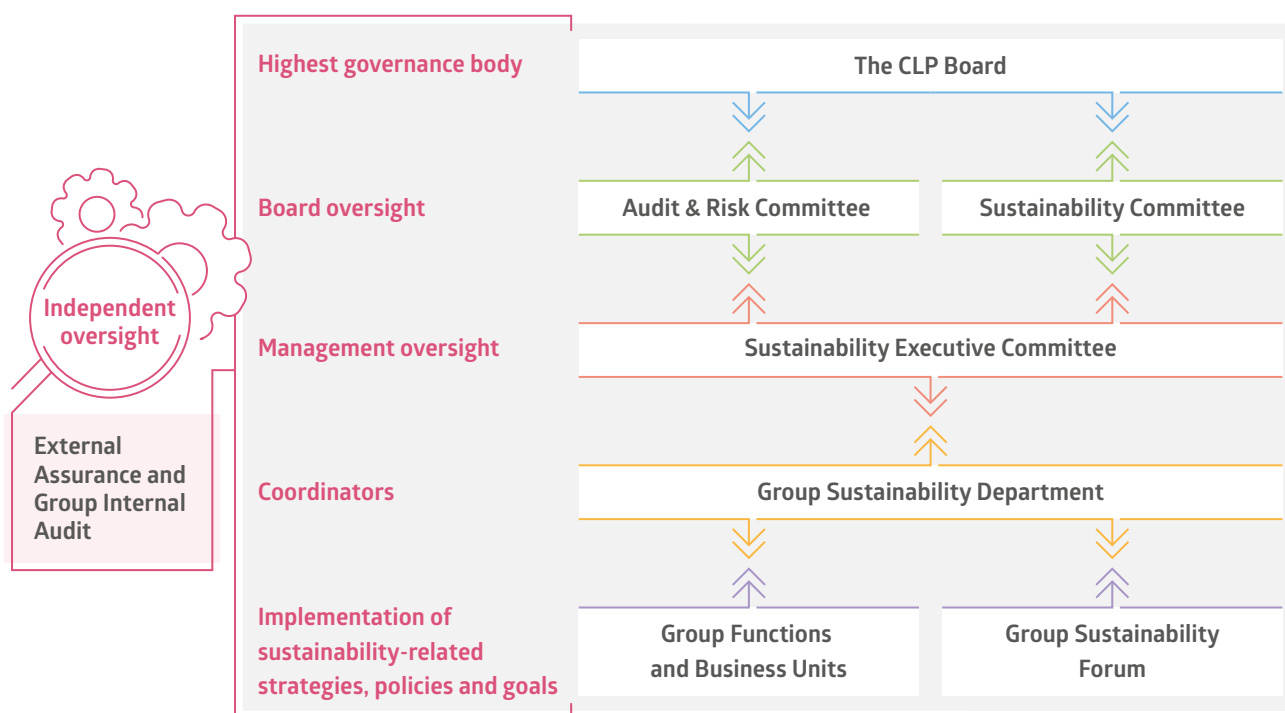 Highest governance body
The CLP Board
Board oversight
Audit & Risk Committee
Sustainability Committee
Independent
oversight
Management oversight
Sustainability Executive Committee
External
Assurance and
Group Internal
Audit
Coordinators
Group Sustainability Department
Implementation of
sustainability-related
strategies, policies and goals
Group Functions
and Business Units
Group Sustainability
Forum